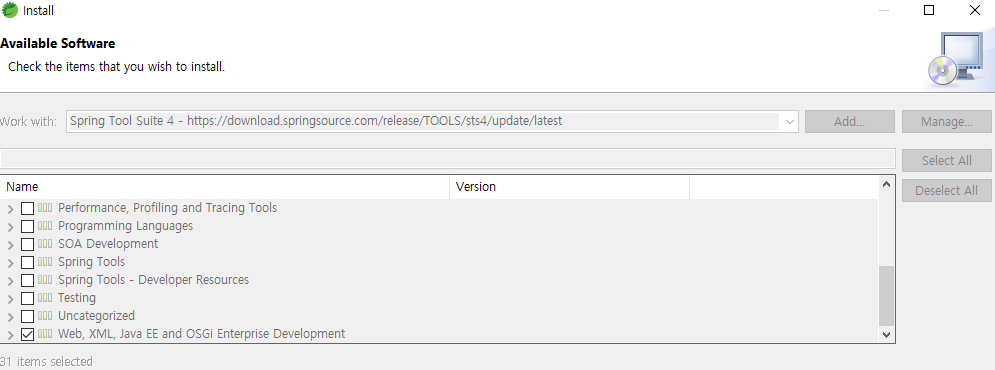 Install
Available Software
Check the items that you wish to install.
Work with: Spring Tool Suite 4 - https://download.springsource.com/release/TOOLS/sts4/update/latest Add... Manage...
Select All
Deselect All
Name Version
Performance, Profiling and Tracing Tools
Programming Languages
SOA Development
Spring Tools
Spring Tools - Developer Resources
Testing
Uncategorized
Web, XML, Java EE and OSGi Enterprise Development
31 items selected